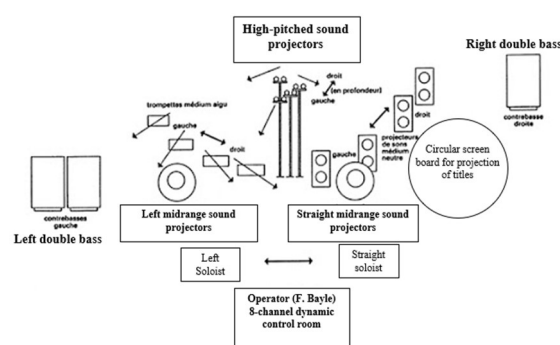 High-pitched sound
projectors
Right double bass
droit
(en profondeur)
gauche
trompettes médium aigu
gauche
droit
droit
projecteurs
de sons
médium
neutre
gauche
contrebasse
droite
Circular screen
board for projection
of titles
contrebasses
gauche
Left double bass
Left midrange sound
projectors
Straight midrange sound
projectors
Left
Soloist
Straight
soloist
Operator (F. Bayle)
8-channel dynamic
control room